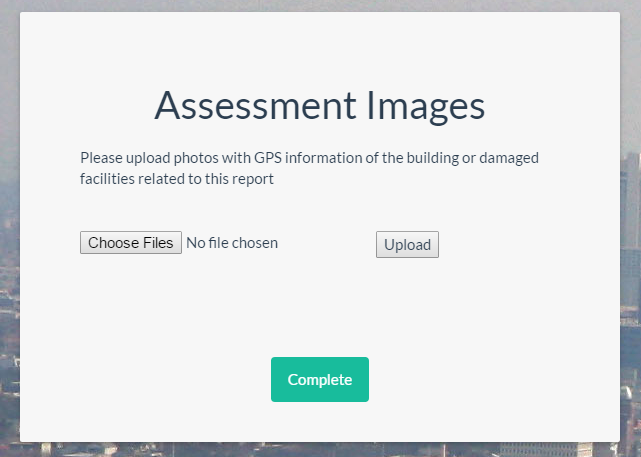 Assessment Images
Please upload photos with GPS information of the building or damaged
facilities related to this report
Choose Files No file chosen Upload
Complete